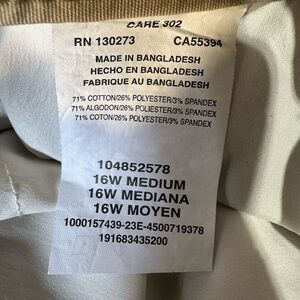 CARE 302
RN 130273 CA55394
MADE IN BANGLADESH
HECHO EN BANGLADESH
FABRIQUE AU BANGLADESH
71% COTTON/26% POLYESTER/3% SPANDEX
71% ALGODON/26% POLIESTER/3% SPANDEX
71% COTON/26% POLYESTER/3% SPANDEX
104852578
16W MEDIUM
16W MEDIANA
16W MOYEN
1000157439-23E-4500719378
191683435200